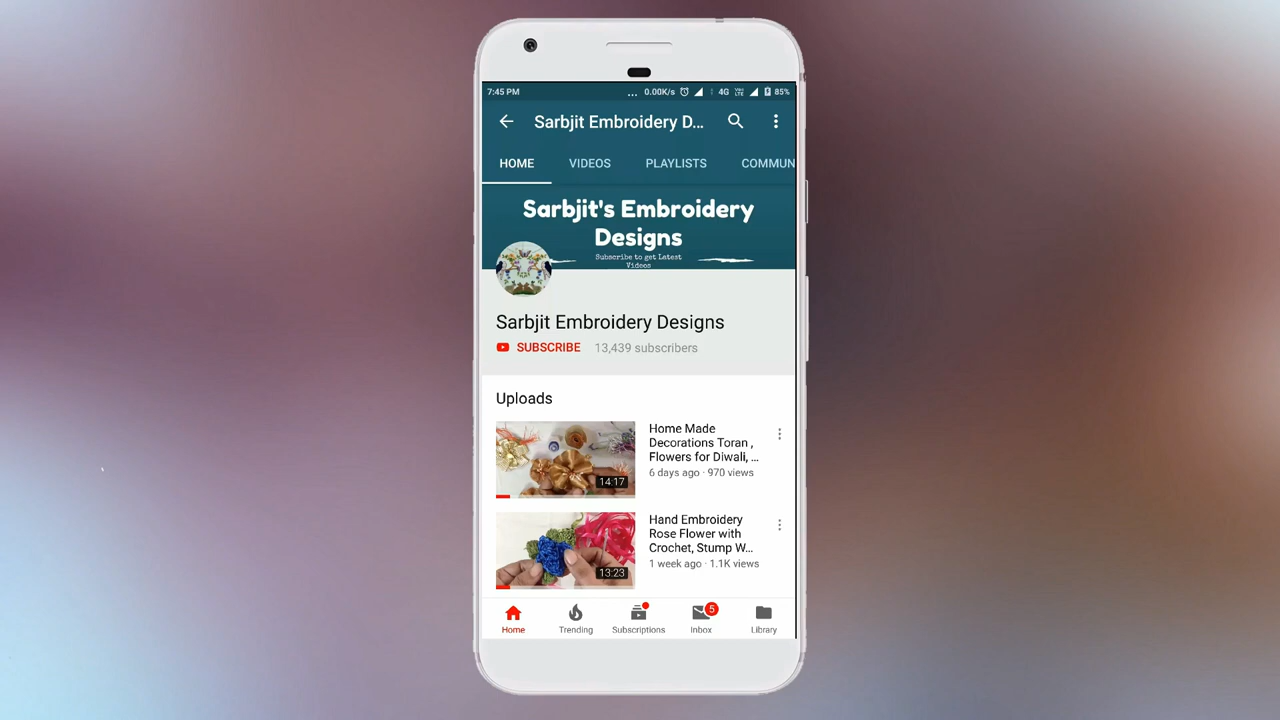 7:45 PM ... 0.00K/s 4G VoLTE 85%
Sarbjit Embroidery D...
HOME VIDEOS PLAYLISTS COMMUN
Sarbjit's Embroidery
Designs
Subscribe to get Latest
Videos
Sarbjit Embroidery Designs
SUBSCRIBE 13,439 subscribers
Uploads
Home Made
Decorations Toran ,
Flowers for Diwali, ...
6 days ago · 970 views
14:17
Hand Embroidery
Rose Flower with
Crochet, Stump W...
1 week ago · 1.1K views
13:23
5
Home Trending Subscriptions Inbox Library